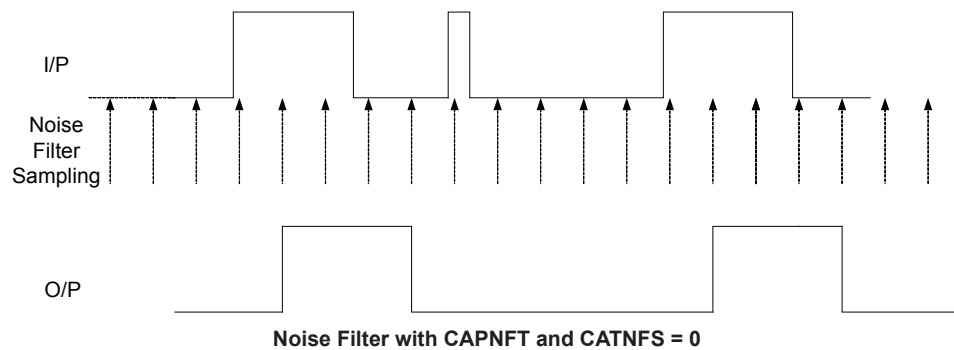 I/P
Noise
Filter
Sampling
O/P
Noise Filter with CAPNFT and CATNFS = 0